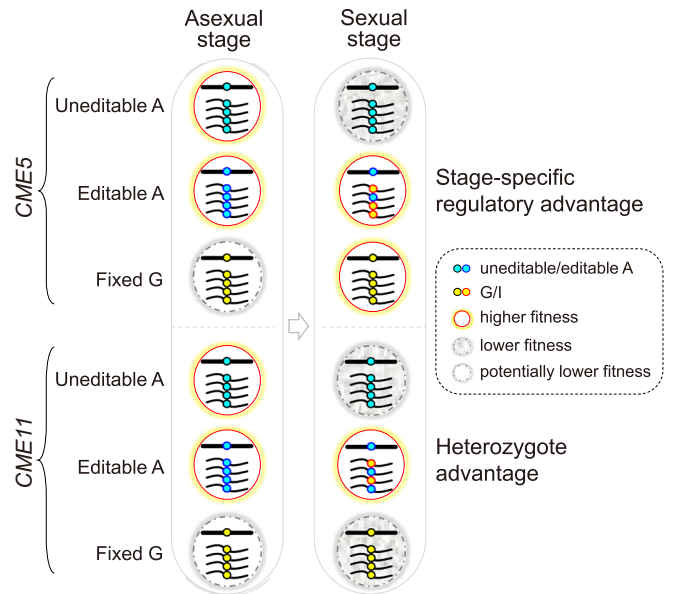 Asexual
stage
Sexual
stage
CME5
Uneditable A
Editable A
Fixed G
Stage-specific
regulatory advantage
uneditable/editable A
G/I
higher fitness
lower fitness
potentially lower fitness
CME11
Uneditable A
Editable A
Fixed G
Heterozygote
advantage